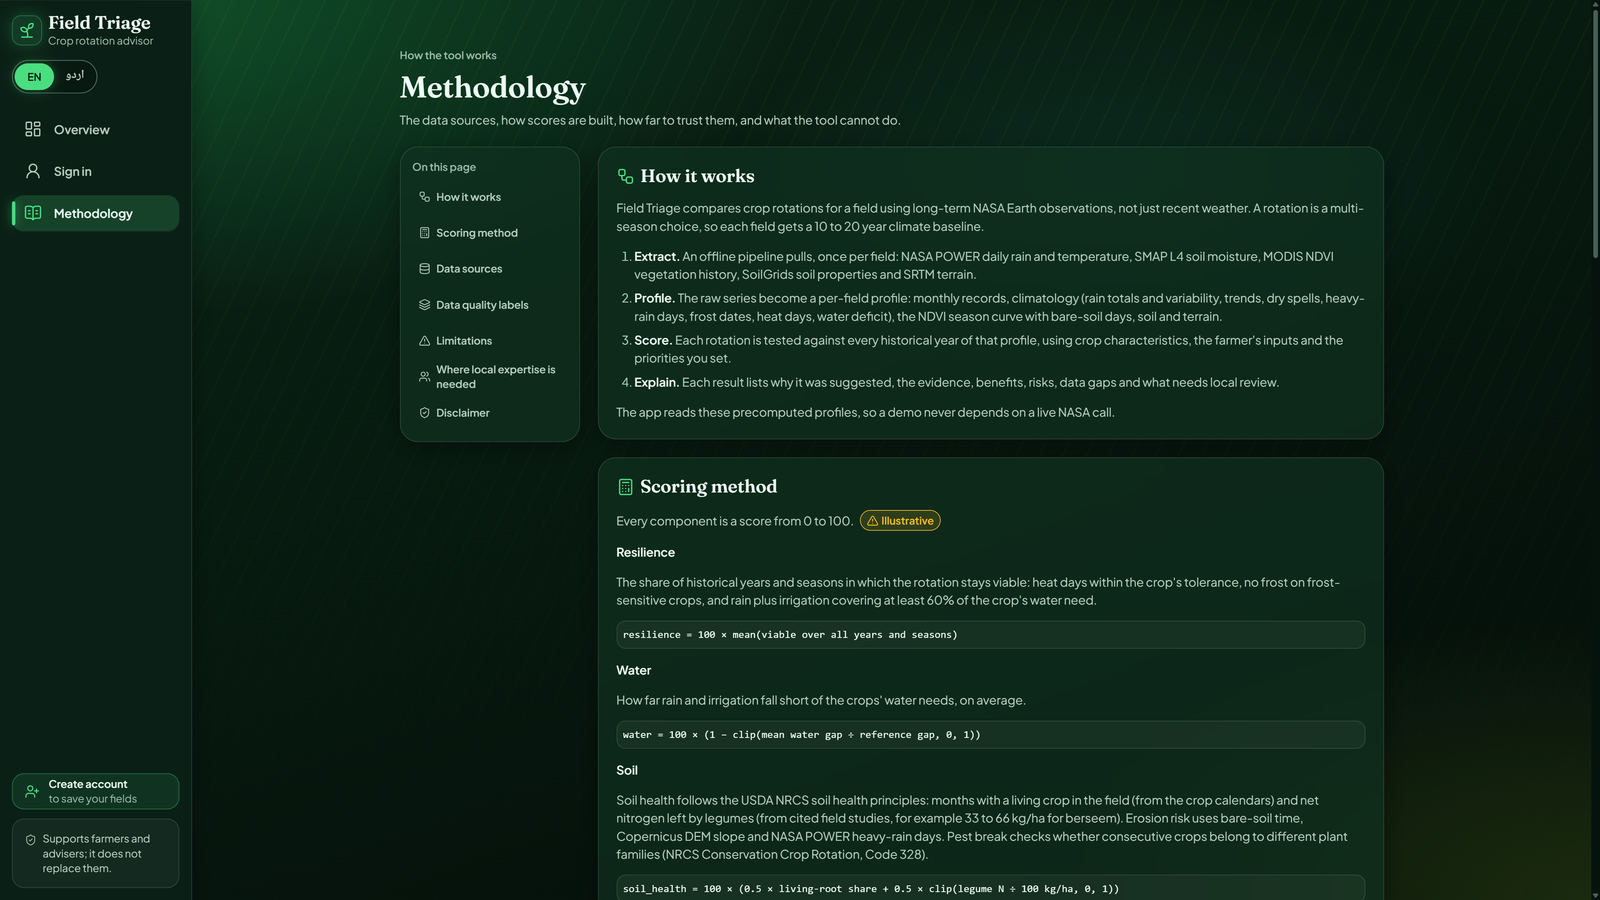 Field Triage
Crop rotation advisor
EN
اردو
Overview
Sign in
Methodology
Create account
to save your fields
Supports farmers and
advisers; it does not
replace them.
How the tool works
Methodology
The data sources, how scores are built, how far to trust them, and what the tool cannot do.
On this page
How it works
Scoring method
Data sources
Data quality labels
Limitations
Where local expertise is
needed
Disclaimer
How it works
Field Triage compares crop rotations for a field using long-term NASA Earth observations, not just recent weather. A rotation is a multi-
season choice, so each field gets a 10 to 20 year climate baseline.
1. Extract. An offline pipeline pulls, once per field: NASA POWER daily rain and temperature, SMAP L4 soil moisture, MODIS NDVI
vegetation history, SoilGrids soil properties and SRTM terrain.
2. Profile. The raw series become a per-field profile: monthly records, climatology (rain totals and variability, trends, dry spells, heavy-
rain days, frost dates, heat days, water deficit), the NDVI season curve with bare-soil days, soil and terrain.
3. Score. Each rotation is tested against every historical year of that profile, using crop characteristics, the farmer's inputs and the
priorities you set.
4. Explain. Each result lists why it was suggested, the evidence, benefits, risks, data gaps and what needs local review.
The app reads these precomputed profiles, so a demo never depends on a live NASA call.
Scoring method
Every component is a score from 0 to 100. Illustrative
Resilience
The share of historical years and seasons in which the rotation stays viable: heat days within the crop's tolerance, no frost on frost-
sensitive crops, and rain plus irrigation covering at least 60% of the crop's water need.
resilience = 100 × mean(viable over all years and seasons)
Water
How far rain and irrigation fall short of the crops' water needs, on average.
water = 100 × (1 − clip(mean water gap ÷ reference gap, 0, 1))
Soil
Soil health follows the USDA NRCS soil health principles: months with a living crop in the field (from the crop calendars) and net
nitrogen left by legumes (from cited field studies, for example 33 to 66 kg/ha for berseem). Erosion risk uses bare-soil time,
Copernicus DEM slope and NASA POWER heavy-rain days. Pest break checks whether consecutive crops belong to different plant
families (NRCS Conservation Crop Rotation, Code 328).
soil_health = 100 × (0.5 × living-root share + 0.5 × clip(legume N ÷ 100 kg/ha, 0, 1))